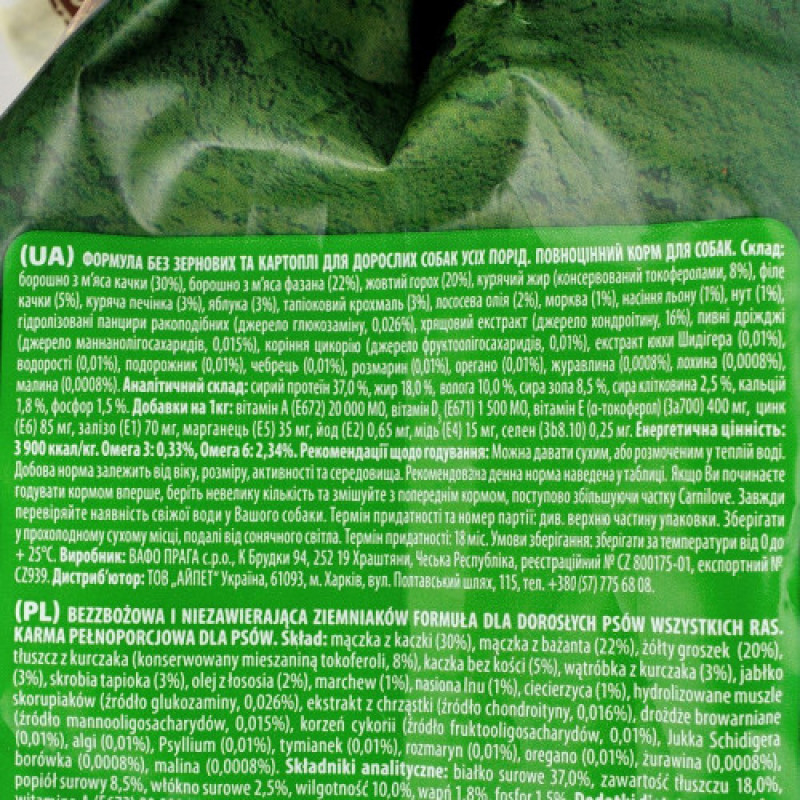 (UA) ФОРМУЛА БЕЗ ЗЕРНОВИХ ТА КАРТОПЛІ ДЛЯ ДОРОСЛИХ СОБАК УСІХ ПОРІД. ПОВНОЦІННИЙ КОРМ ДЛЯ СОБАК. Склад:
борошно з м'яса качки (30%), борошно з м'яса фазана (22%), жовтий горох (20%), курячий жир (консервований токоферолами, 8%), філе
качки (5%), куряча печінка (3%), яблука (3%), тапіоковий крохмаль (3%), лососева олія (2%), морква (1%), насіння льону (1%), нут (1%),
гідролізовані панцири ракоподібних (джерело глюкозаміну, 0,026%), хрящовий екстракт (джерело хондроїтину, 16%), пивні дріжджі
(джерело маннанолігосахаридів, 0,015%), коріння цикорію (джерело фруктоолігосахаридів, 0,01%), екстракт юкки Шидігера (0,01%),
водорості (0,01%), подорожник (0,01%), чебрець (0,01%), розмарин (0,01%), орегано (0,01%), журавлина (0,0008%), лохина (0,0008%),
малина (0,0008%). Аналітичний склад: сирий протеїн 37,0 %, жир 18,0 %, волога 10,0 %, сира зола 8,5 %, сира клітковина 2,5 %, кальцій
1,8 %, фосфор 1,5 %. Добавки на 1кг: вітамін А (Е672) 20 000 МО, вітамін D₃ (Е671) 1 500 МО, вітамін Е (α-токоферол) (3а700) 400 мг, цинк
(Е6) 85 мг, залізо (Е1) 70 мг, марганець (Е5) 35 мг, йод (Е2) 0,65 мг, мідь (Е4) 15 мг, селен (3b8.10) 0,25 мг. Енергетична цінність:
3 900 ккал/кг. Омега 3: 0,33%, Омега 6: 2,34%. Рекомендації щодо годування: Можна давати сухим, або розмоченим у теплій воді.
Добова норма залежить від віку, розміру, активності та середовища. Рекомендована денна норма наведена у таблиці. Якщо Ви починаєте
годувати кормом вперше, беріть невелику кількість та змішуйте з попереднім кормом, поступово збільшуючи частку Carnilove. Завжди
перевіряйте наявність свіжої води у Вашого собаки. Термін придатності та номер партії: див. верхню частину упаковки. Зберігати
у прохолодному сухому місці, подалі від сонячного світла. Термін придатності: 18 міс. Умови зберігання: зберігати за температури від 0 до
+ 25°С. Виробник: ВАФО ПРАГА с.р.о., К Брудки 94, 252 19 Храштяни, Чеська Республіка, реєстраційний № CZ 800175-01, експортний №
CZ939. Дистриб'ютор: ТОВ „АЙПЕТ" Україна, 61093, м. Харків, вул. Полтавський шлях, 115, тел. +380 (57) 775 68 08.
(PL) BEZZBOŻOWA I NIEZAWIERAJĄCA ZIEMNIAKÓW FORMUŁA DLA DOROSŁYCH PSÓW WSZYSTKICH RAS.
KARMA PEŁNOPORCJOWA DLA PSÓW. Skład: mączka z kaczki (30%), mączka z bażanta (22%), żółty groszek (20%),
tłuszcz z kurczaka (konserwowany mieszaniną tokoferoli, 8%), kaczka bez kości (5%), wątróbka z kurczaka (3%), jabłko
(3%), skrobia tapioka (3%), olej z łososia (2%), marchew (1%), nasiona lnu (1%), ciecierzyca (1%), hydrolizowane muszle
skorupiaków (źródło glukozaminy, 0,026%), ekstrakt z chrząstki (źródło chondroityny, 0,016%), drożdże browarniane
(źródło mannooligosacharydów, 0,015%), korzeń cykorii (źródło fruktooligosacharydów, 0,01%), Jukka Schidigera
(0,01%), algi (0,01%), Psyllium (0,01%), tymianek (0,01%), rozmaryn (0,01%), oregano (0,01%), żurawina (0,0008%),
borówka (0,0008%), malina (0,0008%). Składniki analityczne: białko surowe 37,0%, zawartość tłuszczu 18,0%,
popiół surowy 8,5%, włókno surowe 2,5%, wilgotność 10,0%, wapń 1,8%, fosfor 1,5%.